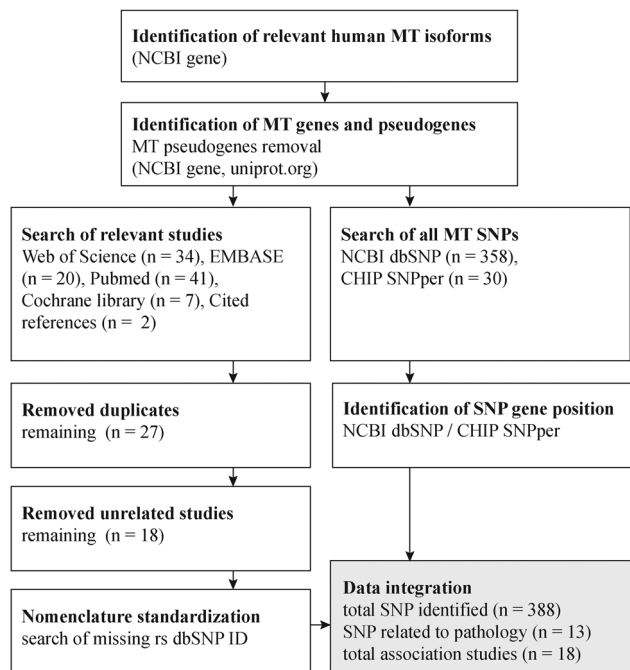 Identification of relevant human MT isoforms
(NCBI gene)
Identification of MT genes and pseudogenes
MT pseudogenes removal
(NCBI gene, uniprot.org)
Search of relevant studies
Web of Science (n = 34), EMBASE
(n = 20), Pubmed (n = 41),
Cochrane library (n = 7), Cited
references (n = 2)
Search of all MT SNPs
NCBI dbSNP (n = 358),
CHIP SNPper (n = 30)
Removed duplicates
remaining (n = 27)
Identification of SNP gene position
NCBI dbSNP / CHIP SNPper
Removed unrelated studies
remaining (n = 18)
Nomenclature standardization
search of missing rs dbSNP ID
Data integration
total SNP identified (n = 388)
SNP related to pathology (n = 13)
total association studies (n = 18)